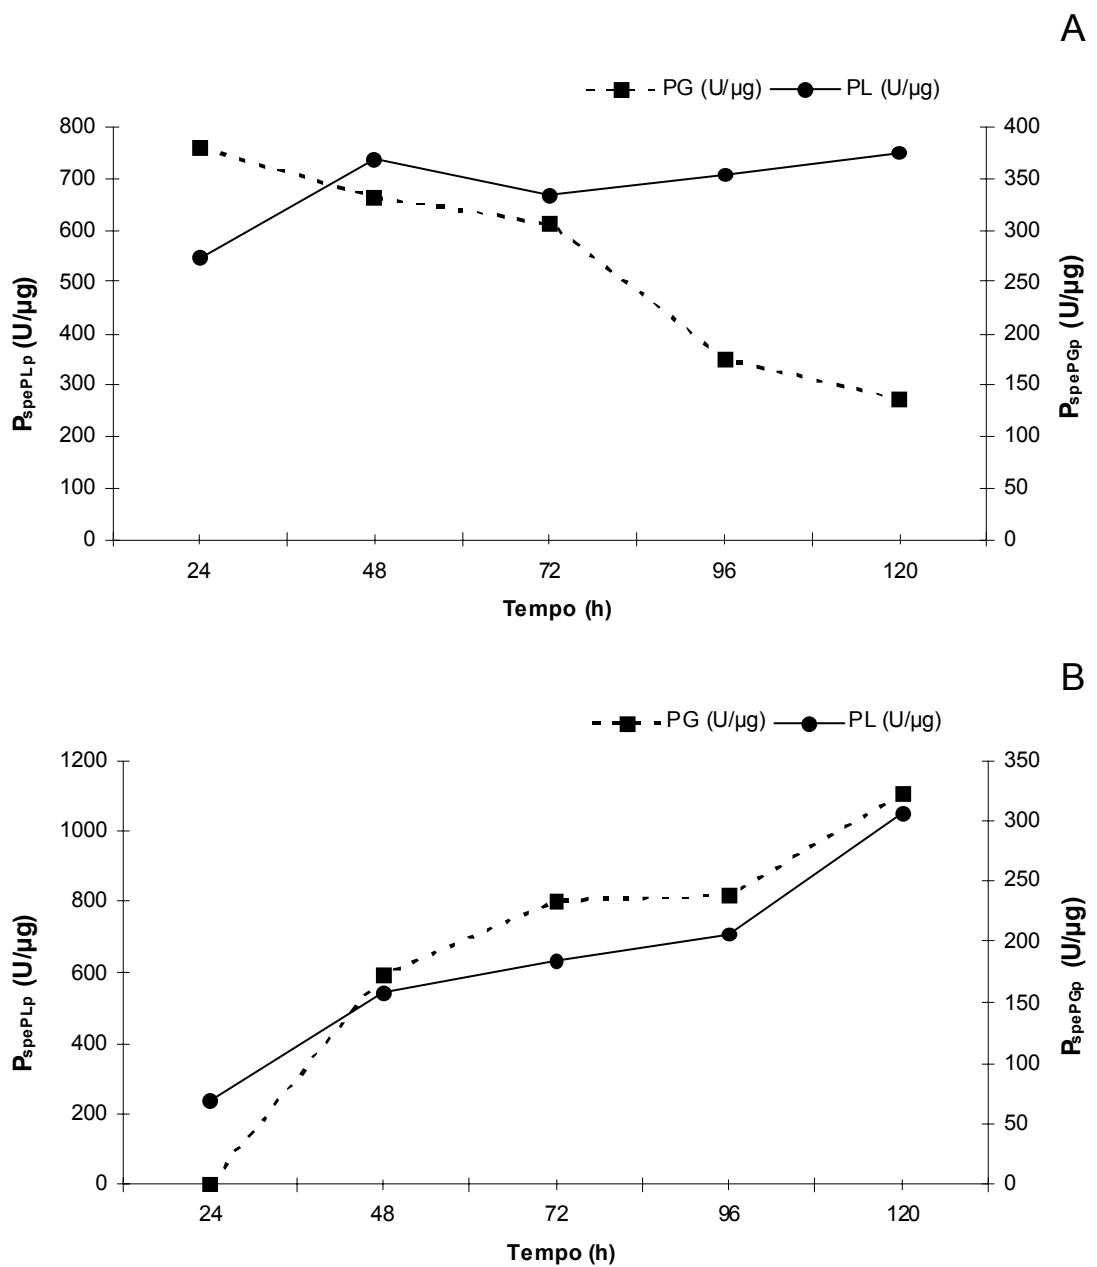 A
PG (U/µg) PL (U/µg)
800 400
700 350
600 300
500 250
400 200
300 150
200 100
100 50
0 0
PspePLp (U/µg)
PspePGp (U/µg)
24 48 72 96 120
Tempo (h)
B
PG (U/µg) PL (U/µg)
1200
1000
800
600
400
200
0
350
300
250
200
150
100
50
0
PspePLp (U/µg)
PspePGp (U/µg)
24 48 72 96 120
Tempo (h)